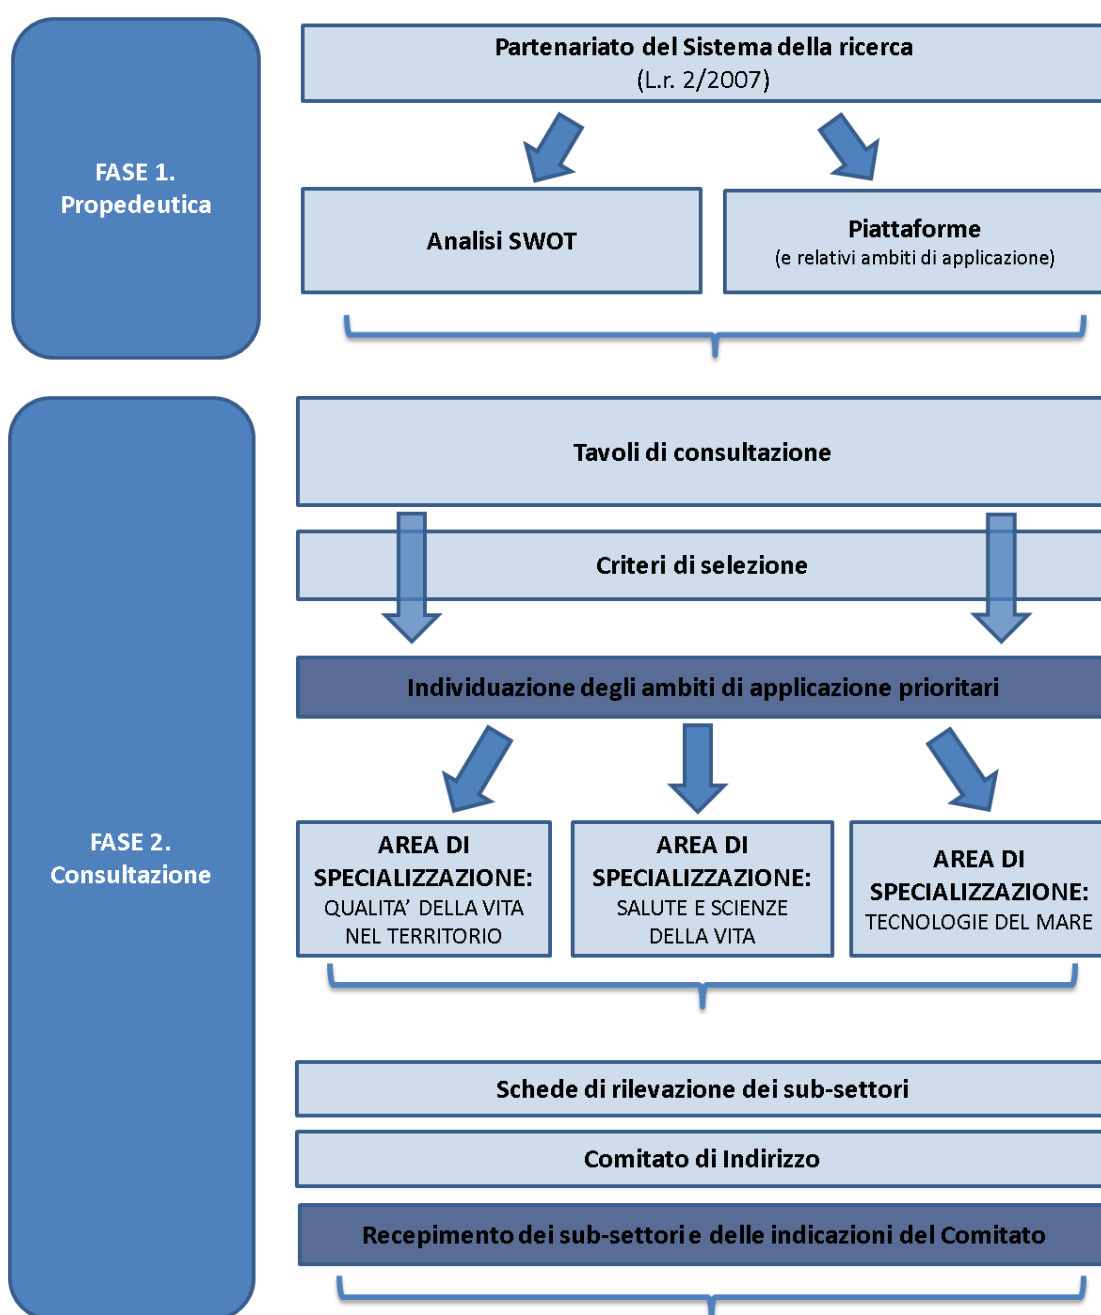 FASE 1.
Propedeutica
Partenariato del Sistema della ricerca
(L.r. 2/2007)
Analisi SWOT
Piattaforme
(e relativi ambiti di applicazione)
FASE 2.
Consultazione
Tavoli di consultazione
Criteri di selezione
Individuazione degli ambiti di applicazione prioritari
AREA DI
SPECIALIZZAZIONE:
QUALITA’ DELLA VITA
NEL TERRITORIO
AREA DI
SPECIALIZZAZIONE:
SALUTE E SCIENZE
DELLA VITA
AREA DI
SPECIALIZZAZIONE:
TECNOLOGIE DEL MARE
Schede di rilevazione dei sub-settori
Comitato di Indirizzo
Recepimento dei sub-settori e delle indicazioni del Comitato